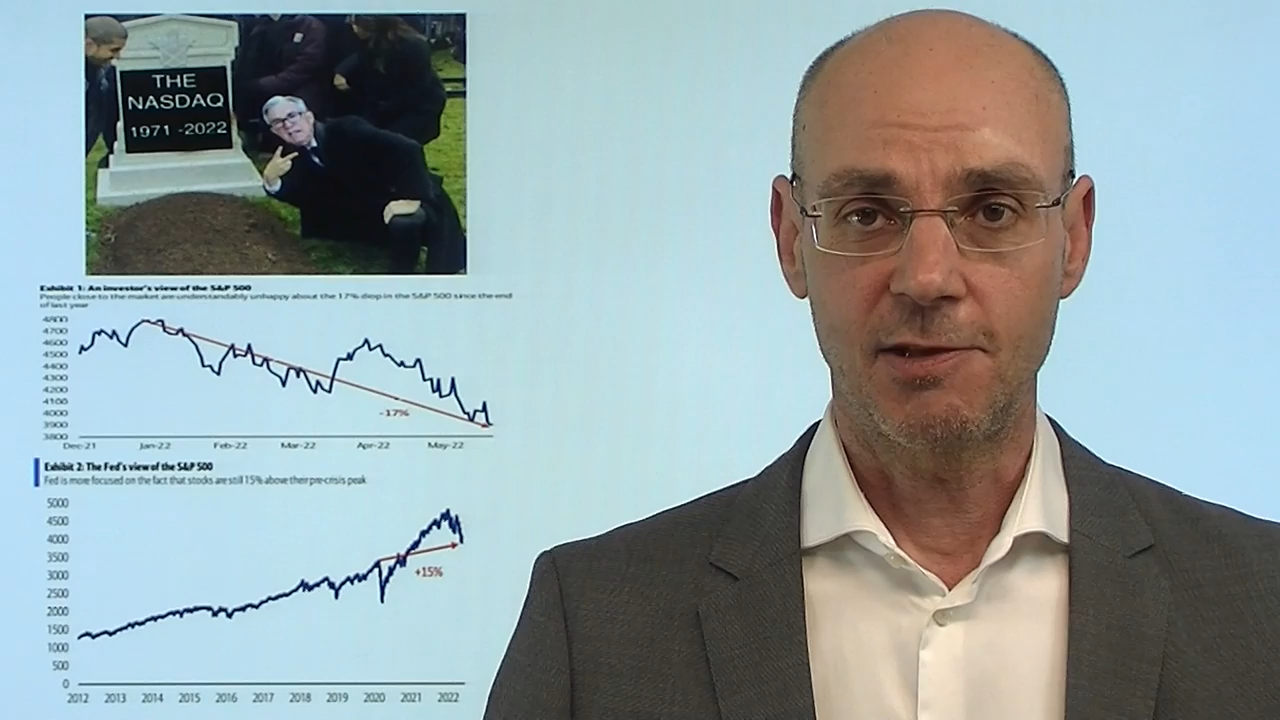 THE
NASDAQ
1971 -2022
Exhibit 1: An investor's view of the S&P 500
People close to the market are understandably unhappy about the 17% drop in the S&P 500 since the end
of last year
4800
4700
4600
4500
4400
4300
4200
4100
4000
3900
3800
-17%
Dec-21 Jan-22 Feb-22 Mar-22 Apr-22 May-22
Exhibit 2: The Fed's view of the S&P 500
Fed is more focused on the fact that stocks are still 15% above their pre-crisis peak
5000
4500
4000
3500
3000
2500
2000
1500
1000
500
0
+15%
2012 2013 2014 2015 2016 2017 2018 2019 2020 2021 2022